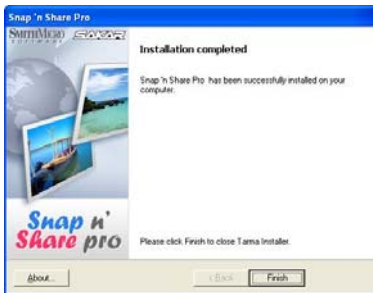 Snap 'n Share Pro
SMITHMICRO SAKAR
SOFTWARE
Installation completed
Snap 'n Share Pro has been successfully installed on your
computer.
Snap n'
Share pro
Please click Finish to close Tarma Installer.
About...
< Back
Finish